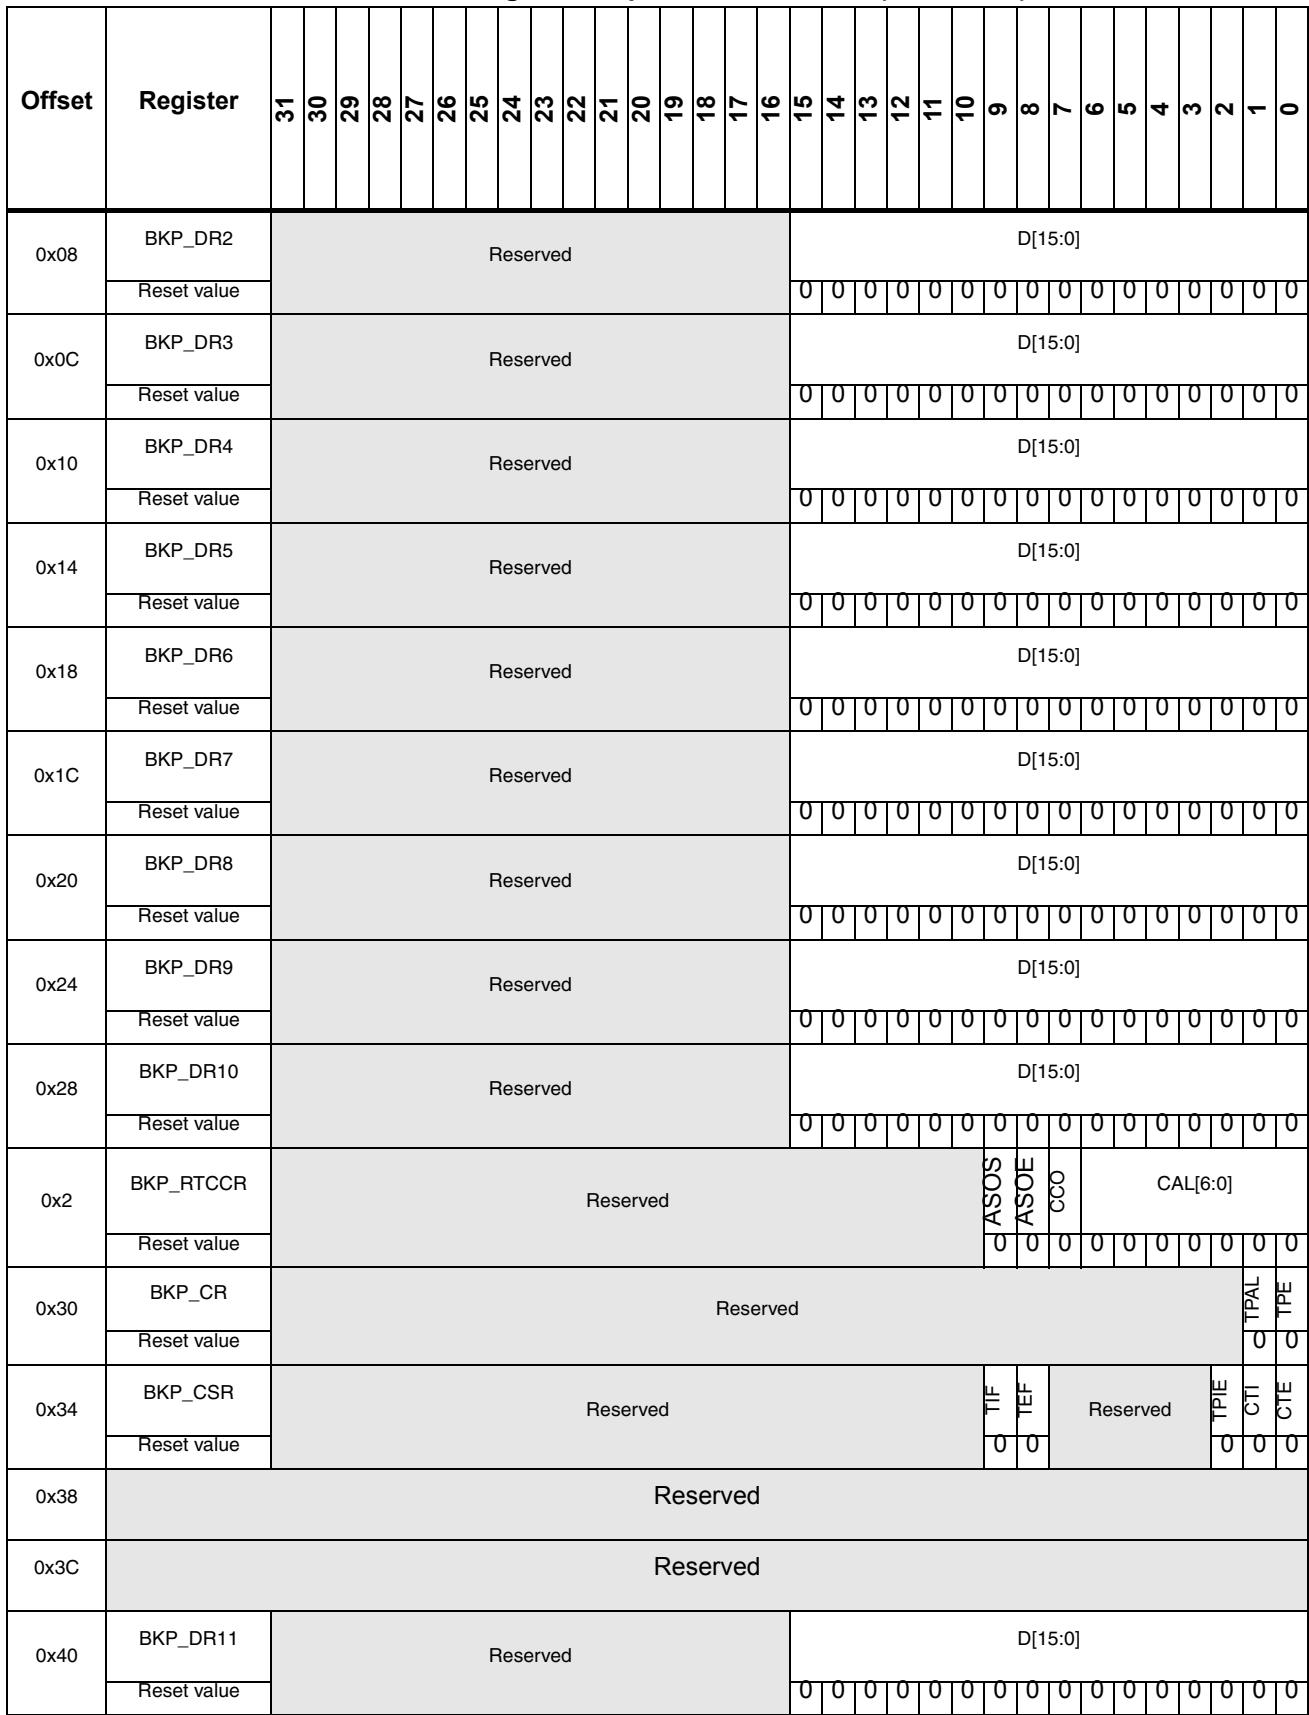 Offset Register 31 30 29 28 27 26 25 24 23 22 21 20 19 18 17 16 15 14 13 12 11 10 9 8 7 6 5 4 3 2 1 0
0x08 BKP_DR2 Reserved D[15:0]
Reset value 0 0 0 0 0 0 0 0 0 0 0 0 0 0 0 0
0x0C BKP_DR3 Reserved D[15:0]
Reset value 0 0 0 0 0 0 0 0 0 0 0 0 0 0 0 0
0x10 BKP_DR4 Reserved D[15:0]
Reset value 0 0 0 0 0 0 0 0 0 0 0 0 0 0 0 0
0x14 BKP_DR5 Reserved D[15:0]
Reset value 0 0 0 0 0 0 0 0 0 0 0 0 0 0 0 0
0x18 BKP_DR6 Reserved D[15:0]
Reset value 0 0 0 0 0 0 0 0 0 0 0 0 0 0 0 0
0x1C BKP_DR7 Reserved D[15:0]
Reset value 0 0 0 0 0 0 0 0 0 0 0 0 0 0 0 0
0x20 BKP_DR8 Reserved D[15:0]
Reset value 0 0 0 0 0 0 0 0 0 0 0 0 0 0 0 0
0x24 BKP_DR9 Reserved D[15:0]
Reset value 0 0 0 0 0 0 0 0 0 0 0 0 0 0 0 0
0x28 BKP_DR10 Reserved D[15:0]
Reset value 0 0 0 0 0 0 0 0 0 0 0 0 0 0 0 0
0x2 BKP_RTCCR Reserved ASOS ASOE CCO CAL[6:0]
Reset value 0 0 0 0 0 0 0 0 0 0
0x30 BKP_CR Reserved TPAL TPE
Reset value 0 0
0x34 BKP_CSR Reserved TIF TEF Reserved TPIE CTI CTE
Reset value 0 0 0 0 0
0x38 Reserved
0x3C Reserved
0x40 BKP_DR11 Reserved D[15:0]
Reset value 0 0 0 0 0 0 0 0 0 0 0 0 0 0 0 0